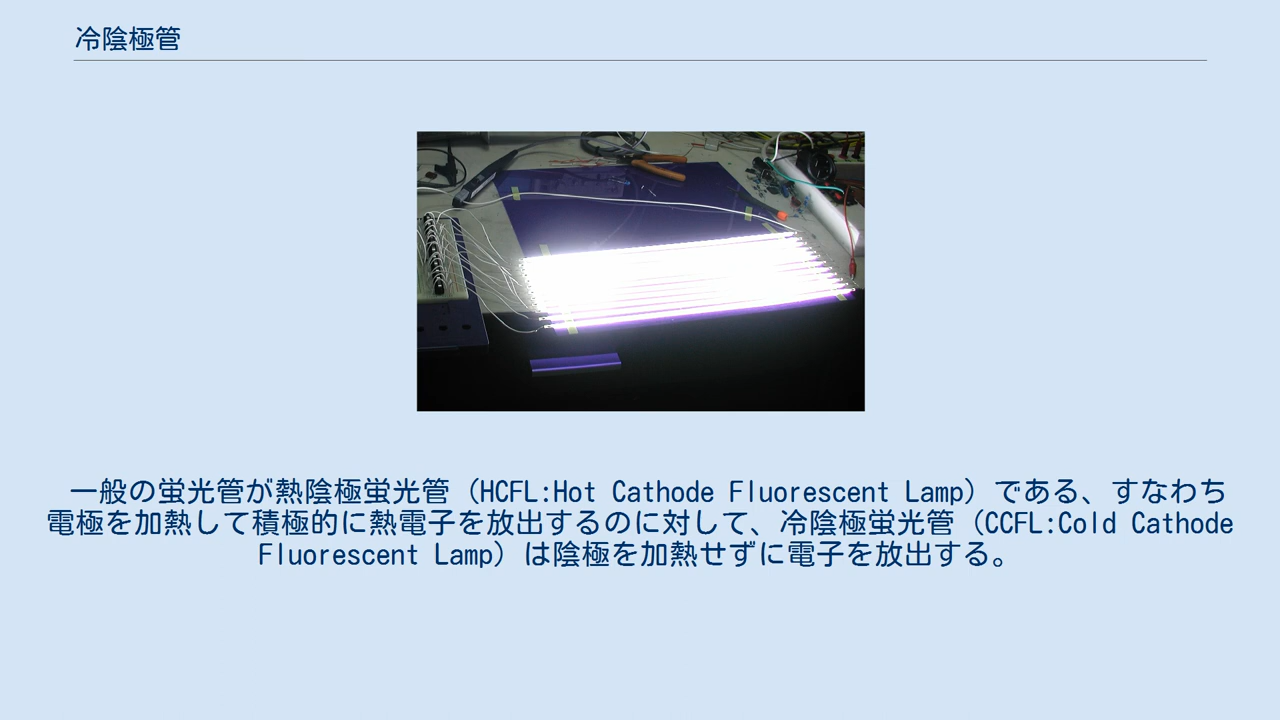 冷陰極管
一般の蛍光管が熱陰極蛍光管（HCFL:Hot Cathode Fluorescent Lamp）である、すなわち
電極を加熱して積極的に熱電子を放出するのに対して、冷陰極蛍光管（CCFL:Cold Cathode
Fluorescent Lamp）は陰極を加熱せずに電子を放出する。